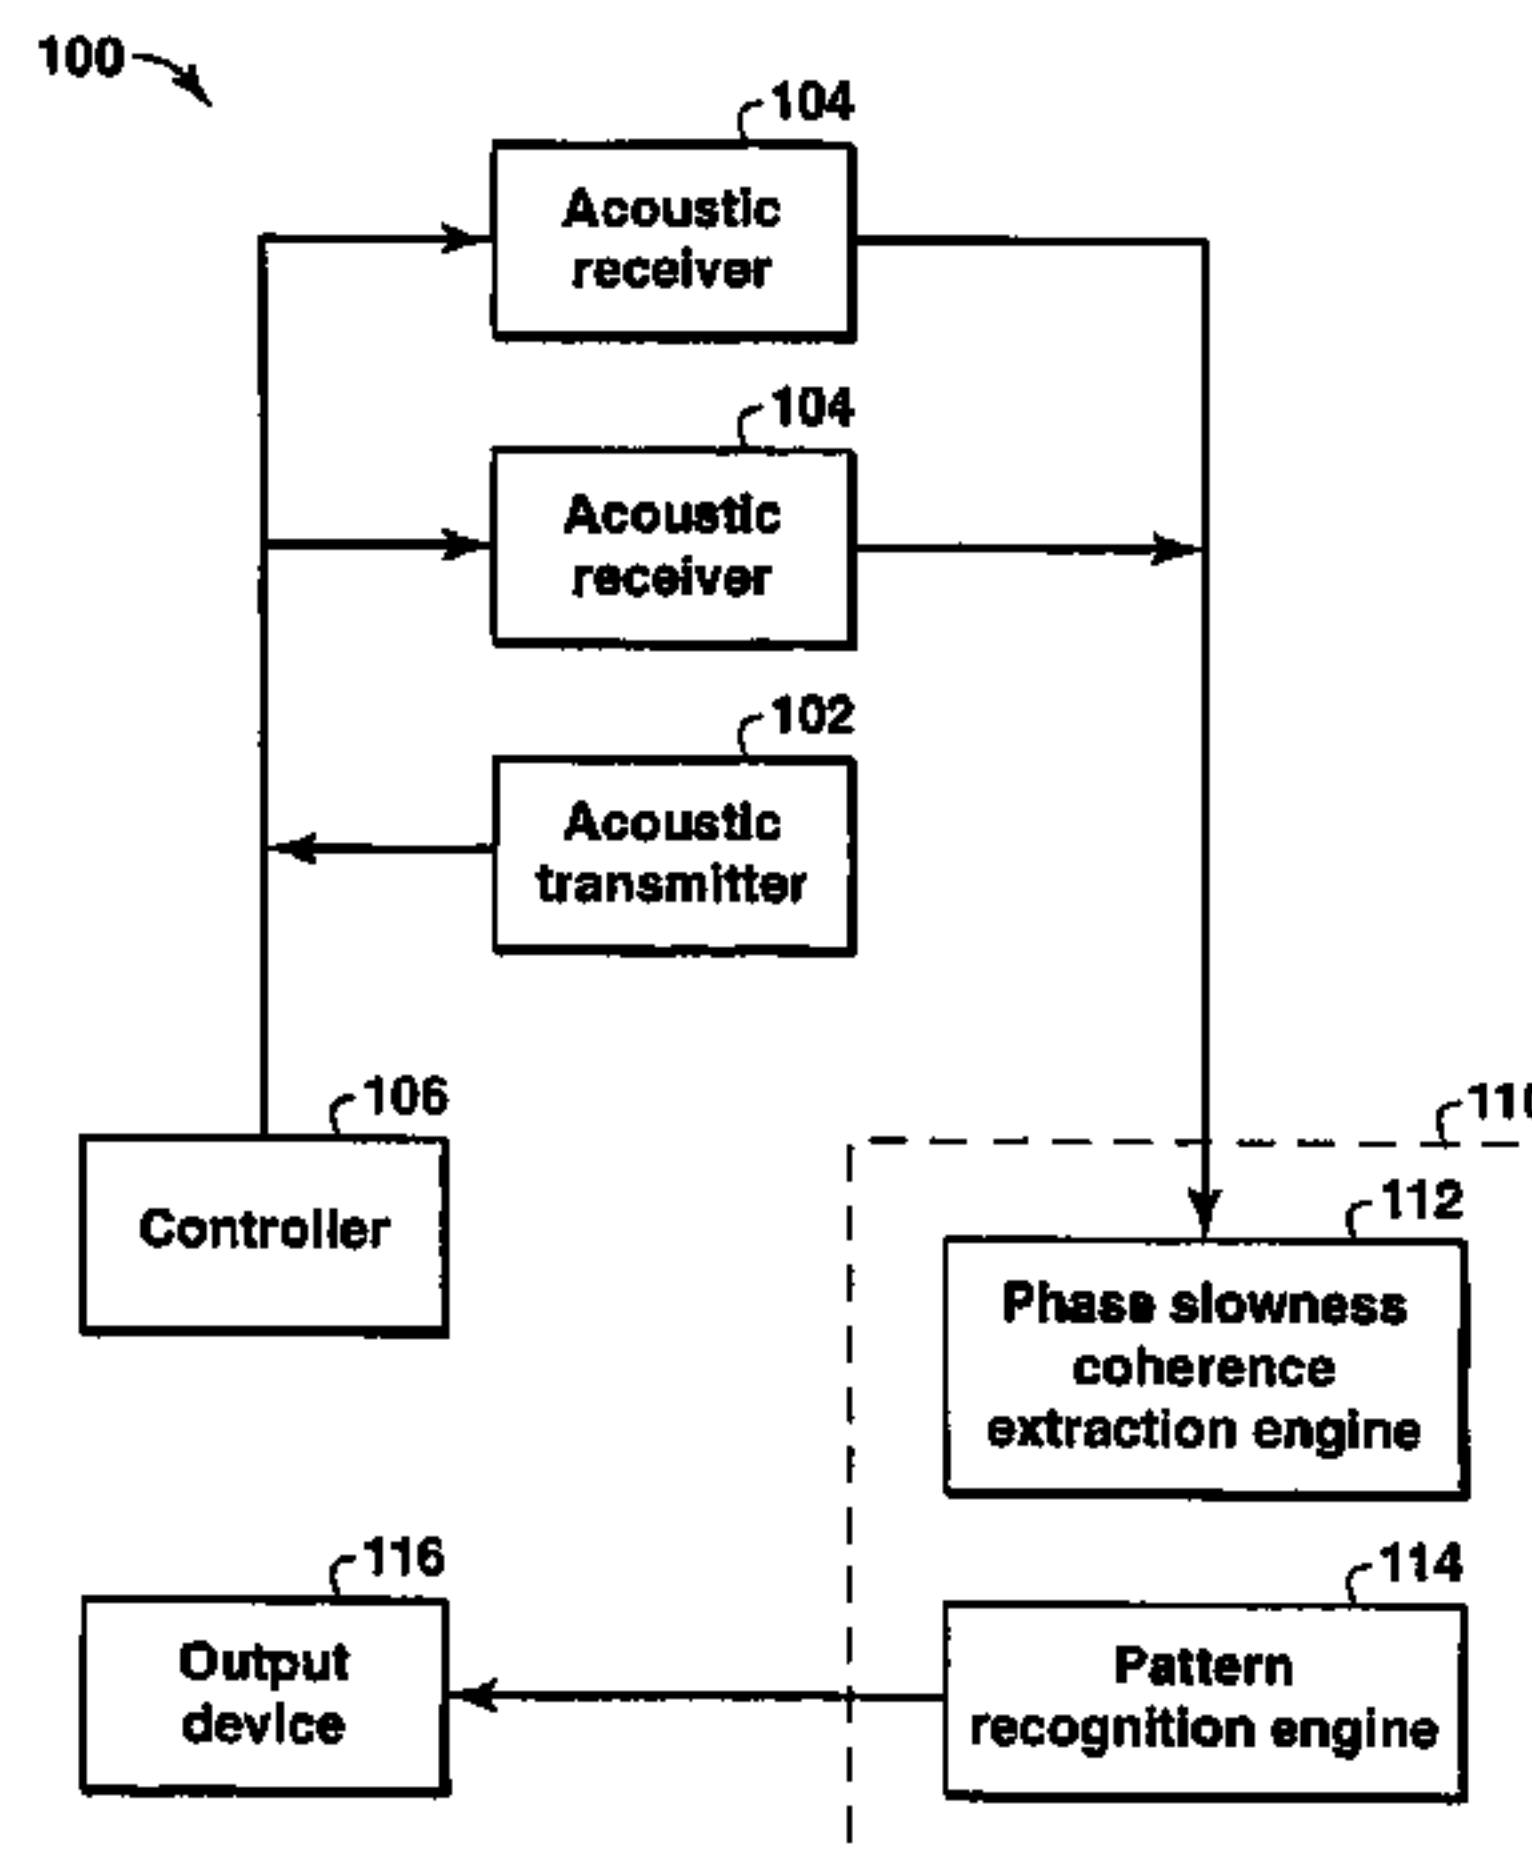 100
104
Acoustic
receiver
104
Acoustic
receiver
102
Acoustic
transmitter
106
Controller
112
Phase slowness
coherence
extraction engine
116
Output
device
114
Pattern
recognition engine